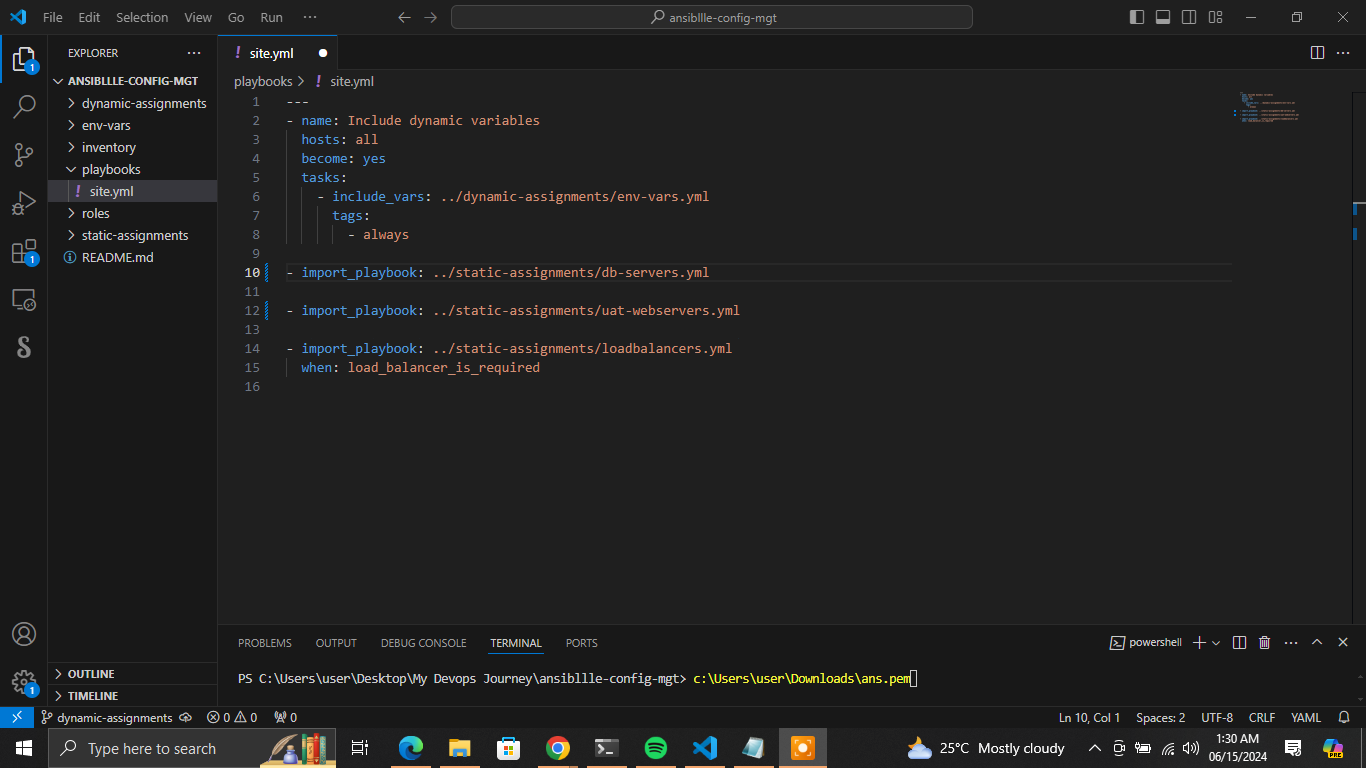 File Edit Selection View Go Run ···
ansibllle-config-mgt
EXPLORER ···
ANSIBLLLE-CONFIG-MGT
dynamic-assignments
env-vars
inventory
playbooks
! site.yml
roles
static-assignments
README.md
OUTLINE
TIMELINE
1
1
1
! site.yml
playbooks > ! site.yml
1 ---
2 - name: Include dynamic variables
3 hosts: all
4 become: yes
5 tasks:
6 - include_vars: ../dynamic-assignments/env-vars.yml
7 tags:
8 - always
9
10 - import_playbook: ../static-assignments/db-servers.yml
11
12 - import_playbook: ../static-assignments/uat-webservers.yml
13
14 - import_playbook: ../static-assignments/loadbalancers.yml
15 when: load_balancer_is_required
16
PROBLEMS OUTPUT DEBUG CONSOLE TERMINAL PORTS
powershell
PS C:\Users\user\Desktop\My Devops Journey\ansibllle-config-mgt> c:\Users\user\Downloads\ans.pem
dynamic-assignments 0 0 0
Ln 10, Col 1 Spaces: 2 UTF-8 CRLF YAML
Type here to search
25°C Mostly cloudy
1:30 AM
06/15/2024
PRE